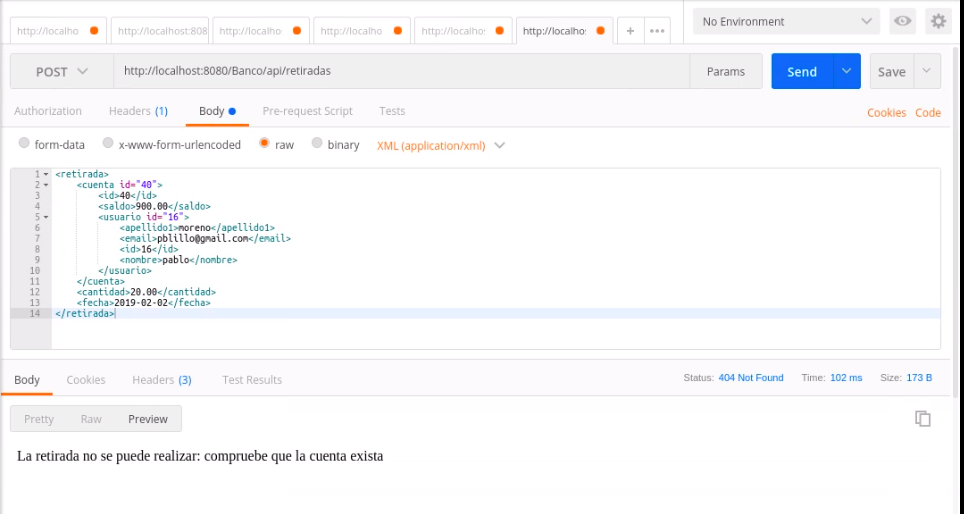 http://localho
http://localhost:808
http://localho
http://localho
http://localho
http://localho
+
•••
No Environment
POST
http://localhost:8080/Banco/api/retiradas
Params
Send
Save
Authorization
Headers (1)
Body
Pre-request Script
Tests
Cookies
Code
form-data
x-www-form-urlencoded
raw
binary
XML (application/xml)
1 <retirada>
2 <cuenta id="40">
3 <id>40</id>
4 <saldo>900.00</saldo>
5 <usuario id="16">
6 <apellido1>moreno</apellido1>
7 <email>pblillo@gmail.com</email>
8 <id>16</id>
9 <nombre>pablo</nombre>
10 </usuario>
11 </cuenta>
12 <cantidad>20.00</cantidad>
13 <fecha>2019-02-02</fecha>
14 </retirada>
Body
Cookies
Headers (3)
Test Results
Status: 404 Not Found
Time: 102 ms
Size: 173 B
Pretty
Raw
Preview
La retirada no se puede realizar: compruebe que la cuenta exista